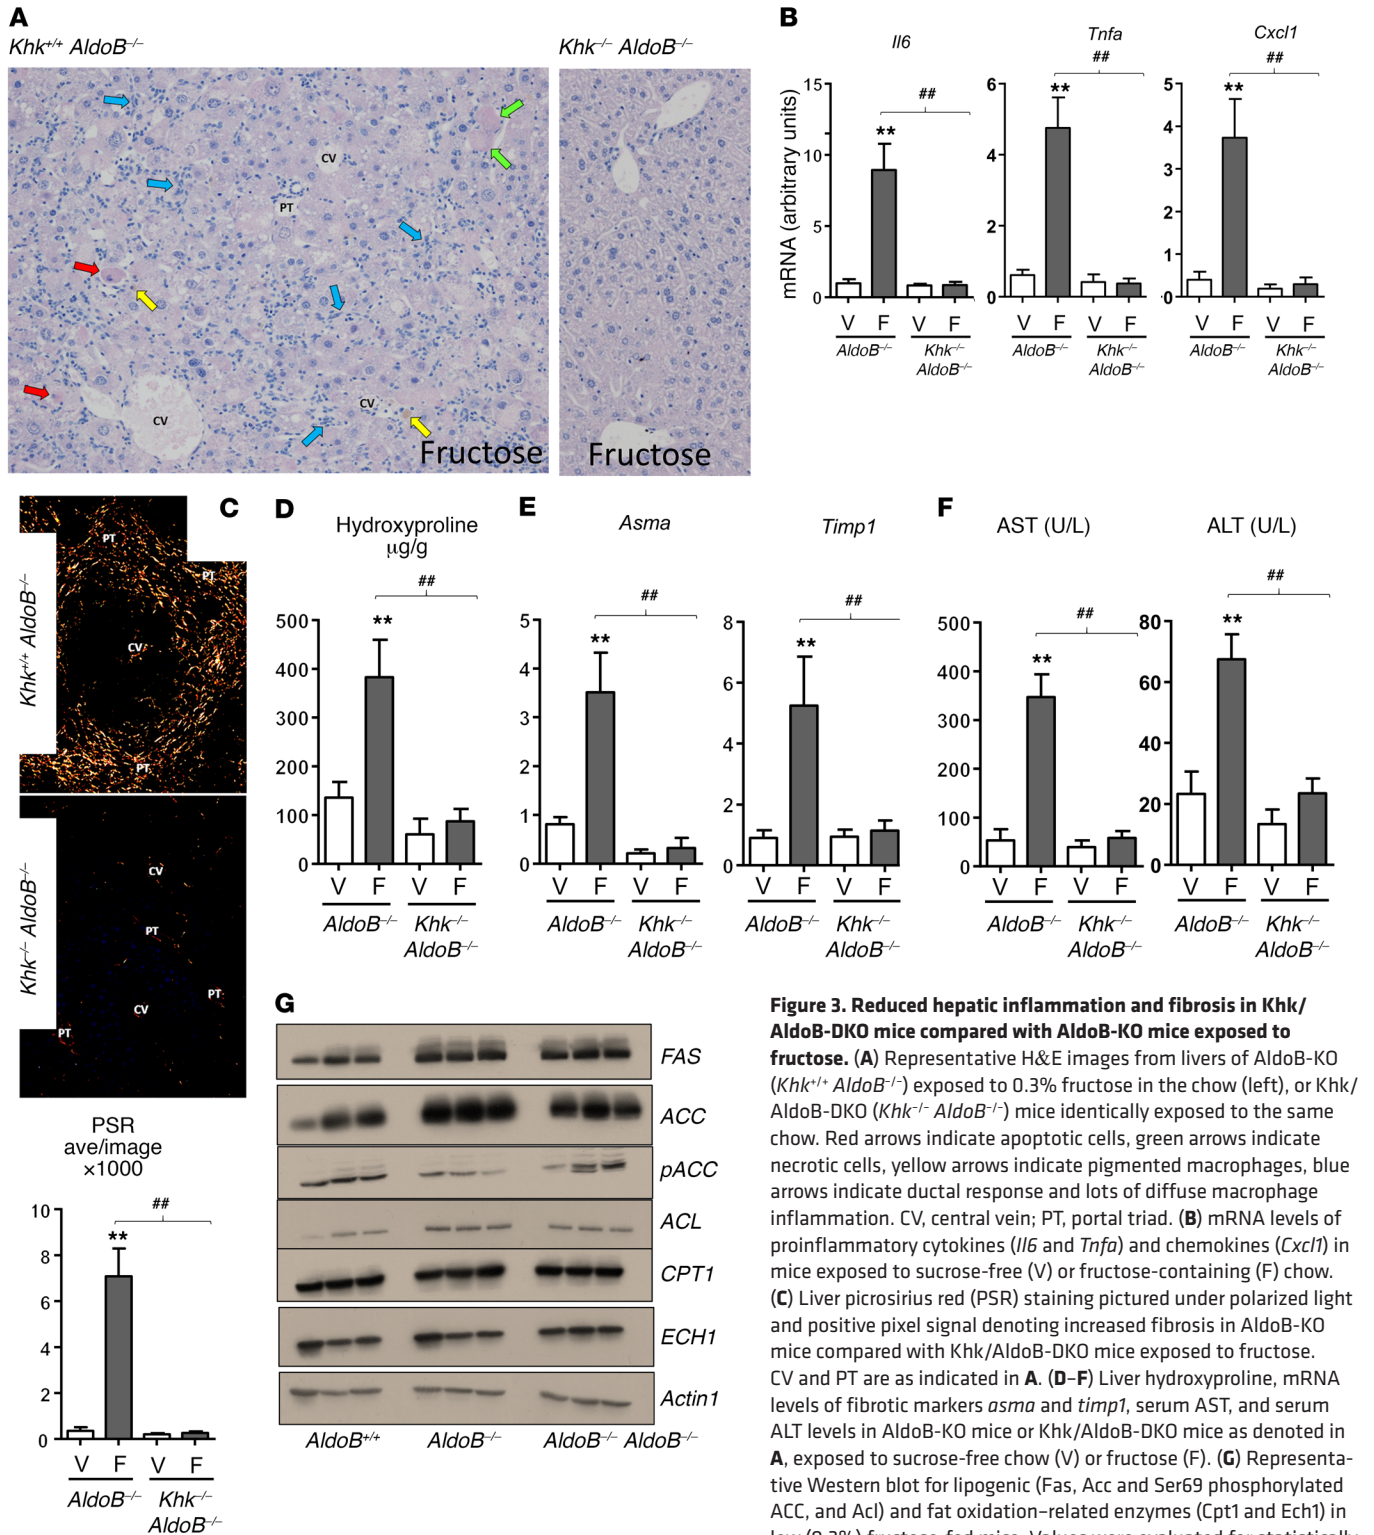 A
Khk+/+ AldoB–/–
Khk–/– AldoB–/–
CV
PT
CV
CV
Fructose
Fructose
B
Il6
Tnfa
Cxcl1
##
##
##
**
**
**
mRNA (arbitrary units)
15
10
5
0
6
4
2
0
5
4
3
2
1
0
V F V F
V F V F
V F V F
AldoB–/– Khk–/– AldoB–/–
AldoB–/– Khk–/– AldoB–/–
AldoB–/– Khk–/– AldoB–/–
C
Khk+/+ AldoB–/–
PT
PT
CV
PT
Khk–/– AldoB–/–
CV
PT
PT
CV
PT
PSR
ave/image
×1000
##
**
10
8
6
4
2
0
V F V F
AldoB–/– Khk–/–
AldoB–/–
D
Hydroxyproline
µg/g
##
**
500
400
300
200
100
0
V F V F
AldoB–/– Khk–/–
AldoB–/–
E
Asma
##
**
5
4
3
2
1
0
V F V F
AldoB–/– Khk–/–
AldoB–/–
Timp1
##
**
8
6
4
2
0
V F V F
AldoB–/– Khk–/–
AldoB–/–
F
AST (U/L)
##
**
500
400
300
200
100
0
V F V F
AldoB–/– Khk–/–
AldoB–/–
ALT (U/L)
##
**
80
60
40
20
0
V F V F
AldoB–/– Khk–/–
AldoB–/–
G
FAS
ACC
pACC
ACL
CPT1
ECH1
Actin1
AldoB+/+ AldoB–/– AldoB–/– AldoB–/–
Figure 3. Reduced hepatic inflammation and fibrosis in Khk/
AldoB-DKO mice compared with AldoB-KO mice exposed to
fructose. (A) Representative H&E images from livers of AldoB-KO
(Khk+/+ AldoB–/–) exposed to 0.3% fructose in the chow (left), or Khk/
AldoB-DKO (Khk–/– AldoB–/–) mice identically exposed to the same
chow. Red arrows indicate apoptotic cells, green arrows indicate
necrotic cells, yellow arrows indicate pigmented macrophages, blue
arrows indicate ductal response and lots of diffuse macrophage
inflammation. CV, central vein; PT, portal triad. (B) mRNA levels of
proinflammatory cytokines (Il6 and Tnfa) and chemokines (Cxcl1) in
mice exposed to sucrose-free (V) or fructose-containing (F) chow.
(C) Liver picrosirius red (PSR) staining pictured under polarized light
and positive pixel signal denoting increased fibrosis in AldoB-KO
mice compared with Khk/AldoB-DKO mice exposed to fructose.
CV and PT are as indicated in A. (D–F) Liver hydroxyproline, mRNA
levels of fibrotic markers asma and timp1, serum AST, and serum
ALT levels in AldoB-KO mice or Khk/AldoB-DKO mice as denoted in
A, exposed to sucrose-free chow (V) or fructose (F). (G) Representa-
tive Western blot for lipogenic (Fas, Acc and Ser69 phosphorylated
ACC, and Acl) and fat oxidation–related enzymes (Cpt1 and Ech1) in
low (0.3%) fructose-fed mice. Values were evaluated for statistically